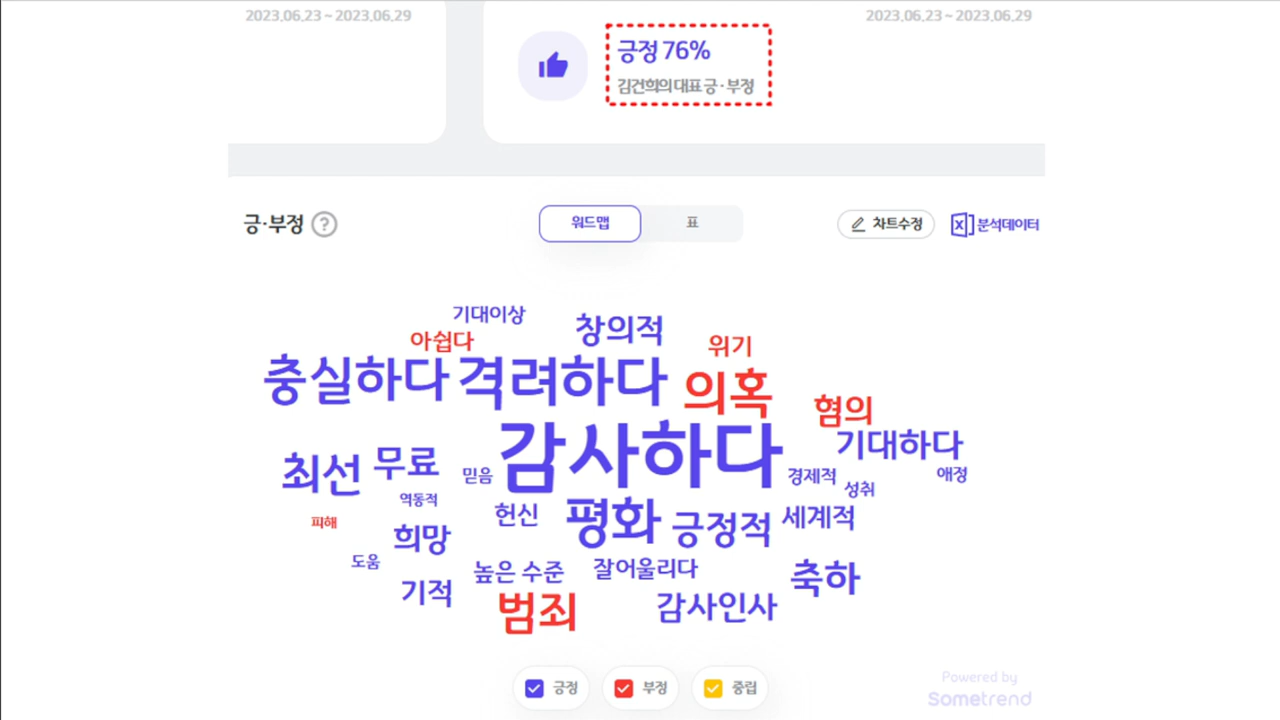 2023.06.23 ~ 2023.06.29
2023.06.23 ~ 2023.06.29
긍정 76%
김건희의 대표 긍·부정
긍·부정 ?
워드맵
표
차트수정
분석데이터
기대이상
창의적
아쉽다
위기
충실하다
격려하다
의혹
혐의
감사하다
기대하다
최선
무료
믿음
경제적
애정
성취
역동적
피해
헌신
평화
긍정적
세계적
희망
도움
높은 수준
잘어울리다
축하
기적
범죄
감사인사
긍정
부정
중립
Powered by
Sometrend